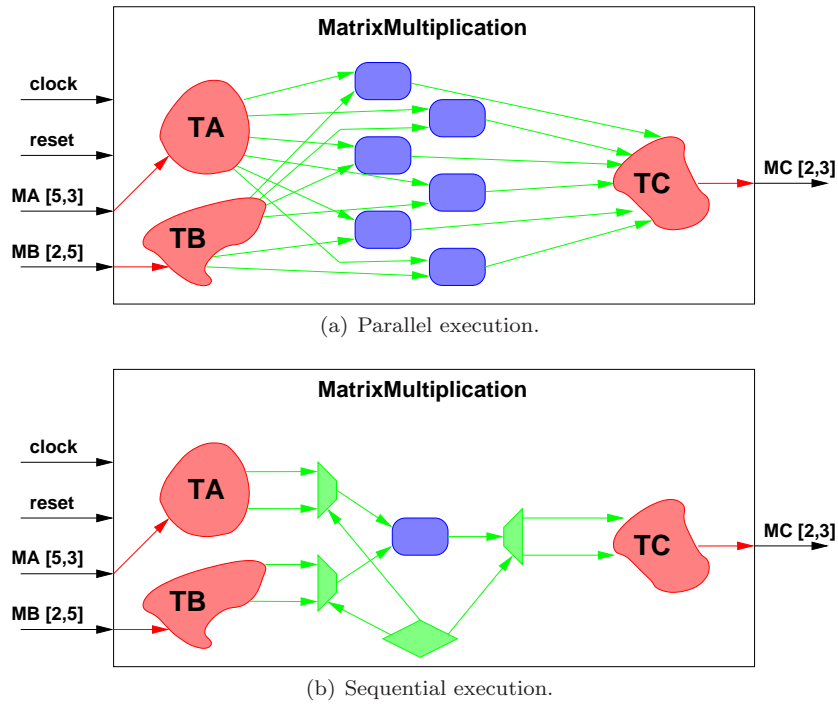 MatrixMultiplication
clock
reset
MA [5,3]
MB [2,5]
TA
TB
TC
MC [2,3]
(a) Parallel execution.
MatrixMultiplication
clock
reset
MA [5,3]
MB [2,5]
TA
TB
TC
MC [2,3]
(b) Sequential execution.